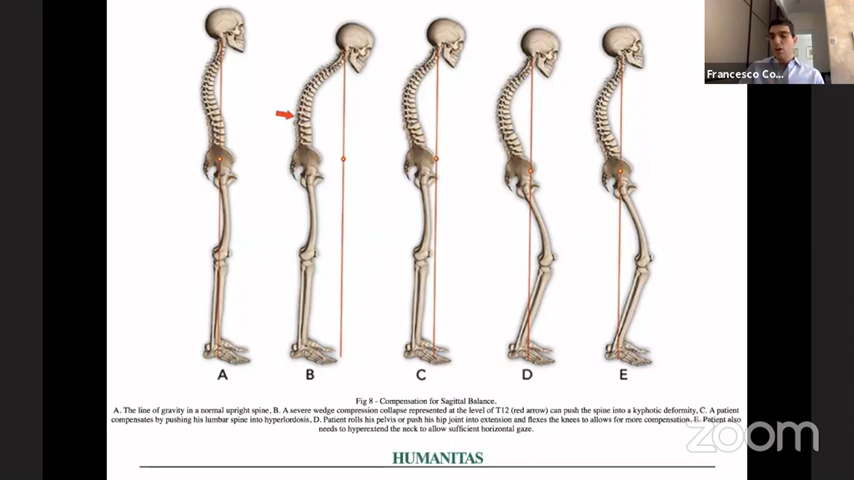 Francesco Co...
A B C D E
Fig 8 - Compensation for Sagittal Balance.
A. The line of gravity in a normal upright spine, B. A severe wedge compression collapse represented at the level of T12 (red arrow) can push the spine into a kyphotic deformity, C. A patient
compensates by pushing his lumbar spine into hyperlordosis, D. Patient rolls his pelvis or push his hip joint into extension and flexes the knees to allows for more compensation. E. Patient also
needs to hyperextend the neck to allow sufficient horizontal gaze.
zoom
HUMANITAS